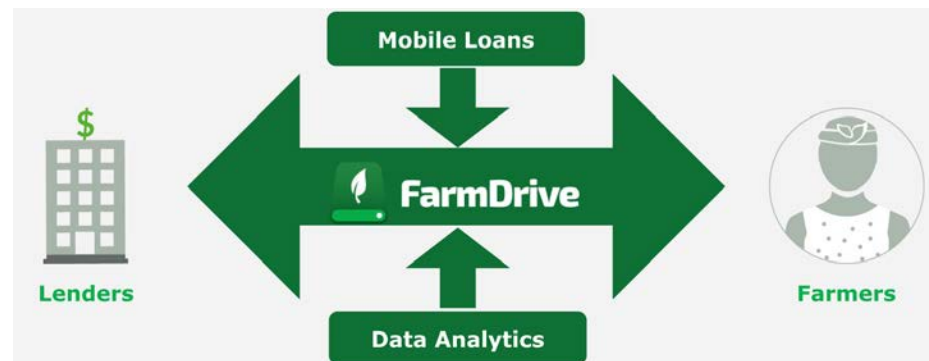 Mobile Loans
$
FarmDrive
Lenders
Farmers
Data Analytics